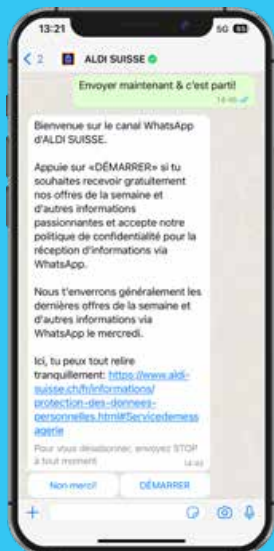 13:21
5G
2
ALDI SUISSE
Envoyer maintenant & c'est parti!
Bienvenue sur le canal WhatsApp
d'ALDI SUISSE.
Appuie sur «DÉMARRER» si tu
souhaites recevoir gratuitement
nos offres de la semaine et
d'autres informations
passionnantes et accepte notre
politique de confidentialité pour la
réception d'informations via
WhatsApp.
Nous t'enverrons généralement les
dernières offres de la semaine et
d'autres informations via
WhatsApp le mercredi.
Ici, tu peux tout relire
tranquillement: https://www.aldi-
suisse.ch/fr/informations/
protection-des-donnees-
personnelles.html#Servicedemess
agerie
Pour vous désabonner, envoyez STOP
à tout moment
Non merci!
DÉMARRER